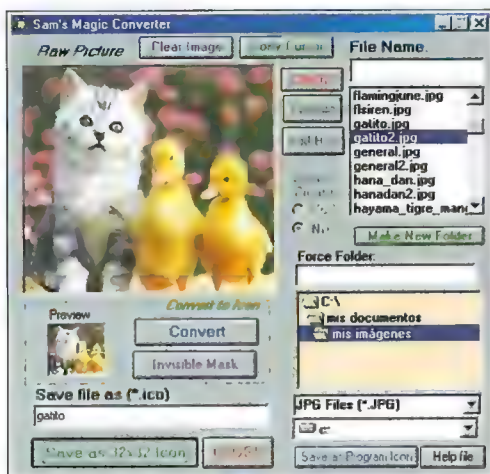 Sam's Magic Converter
Raw Picture
Clear Image
File Name.
flamingjune.jpg
flsiren.jpg
gatito.jpg
gatito2.jpg
general.jpg
general2.jpg
hana_dan.jpg
hanadan2.jpg
hayama_tigre_man
Make New Folder
Force Folder:
C:\
mis documentos
mis imágenes
Convert to Icon
Preview
Convert
Invisible Mask
Save file as (*.ico)
gatito
JPG Files (*.JPG)
c:
Save as 32x32 Icon
Save as Program Icon
Help file